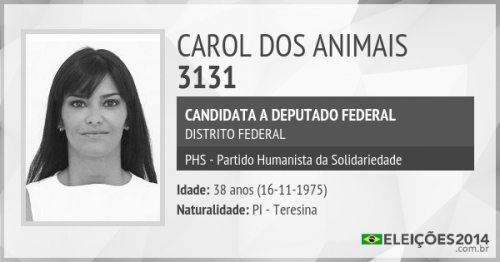 CAROL DOS ANIMAIS
3131
CANDIDATA A DEPUTADO FEDERAL
DISTRITO FEDERAL
PHS - Partido Humanista da Solidariedade
Idade: 38 anos (16-11-1975)
Naturalidade: PI - Teresina
ELEIÇÕES2014
.com.br